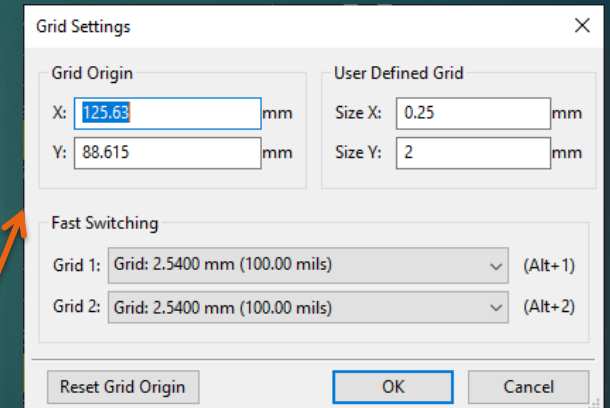 Grid Settings
Grid Origin
X: 125.63 mm
Y: 88.615 mm
User Defined Grid
Size X: 0.25 mm
Size Y: 2 mm
Fast Switching
Grid 1: Grid: 2.5400 mm (100.00 mils) (Alt+1)
Grid 2: Grid: 2.5400 mm (100.00 mils) (Alt+2)
Reset Grid Origin OK Cancel